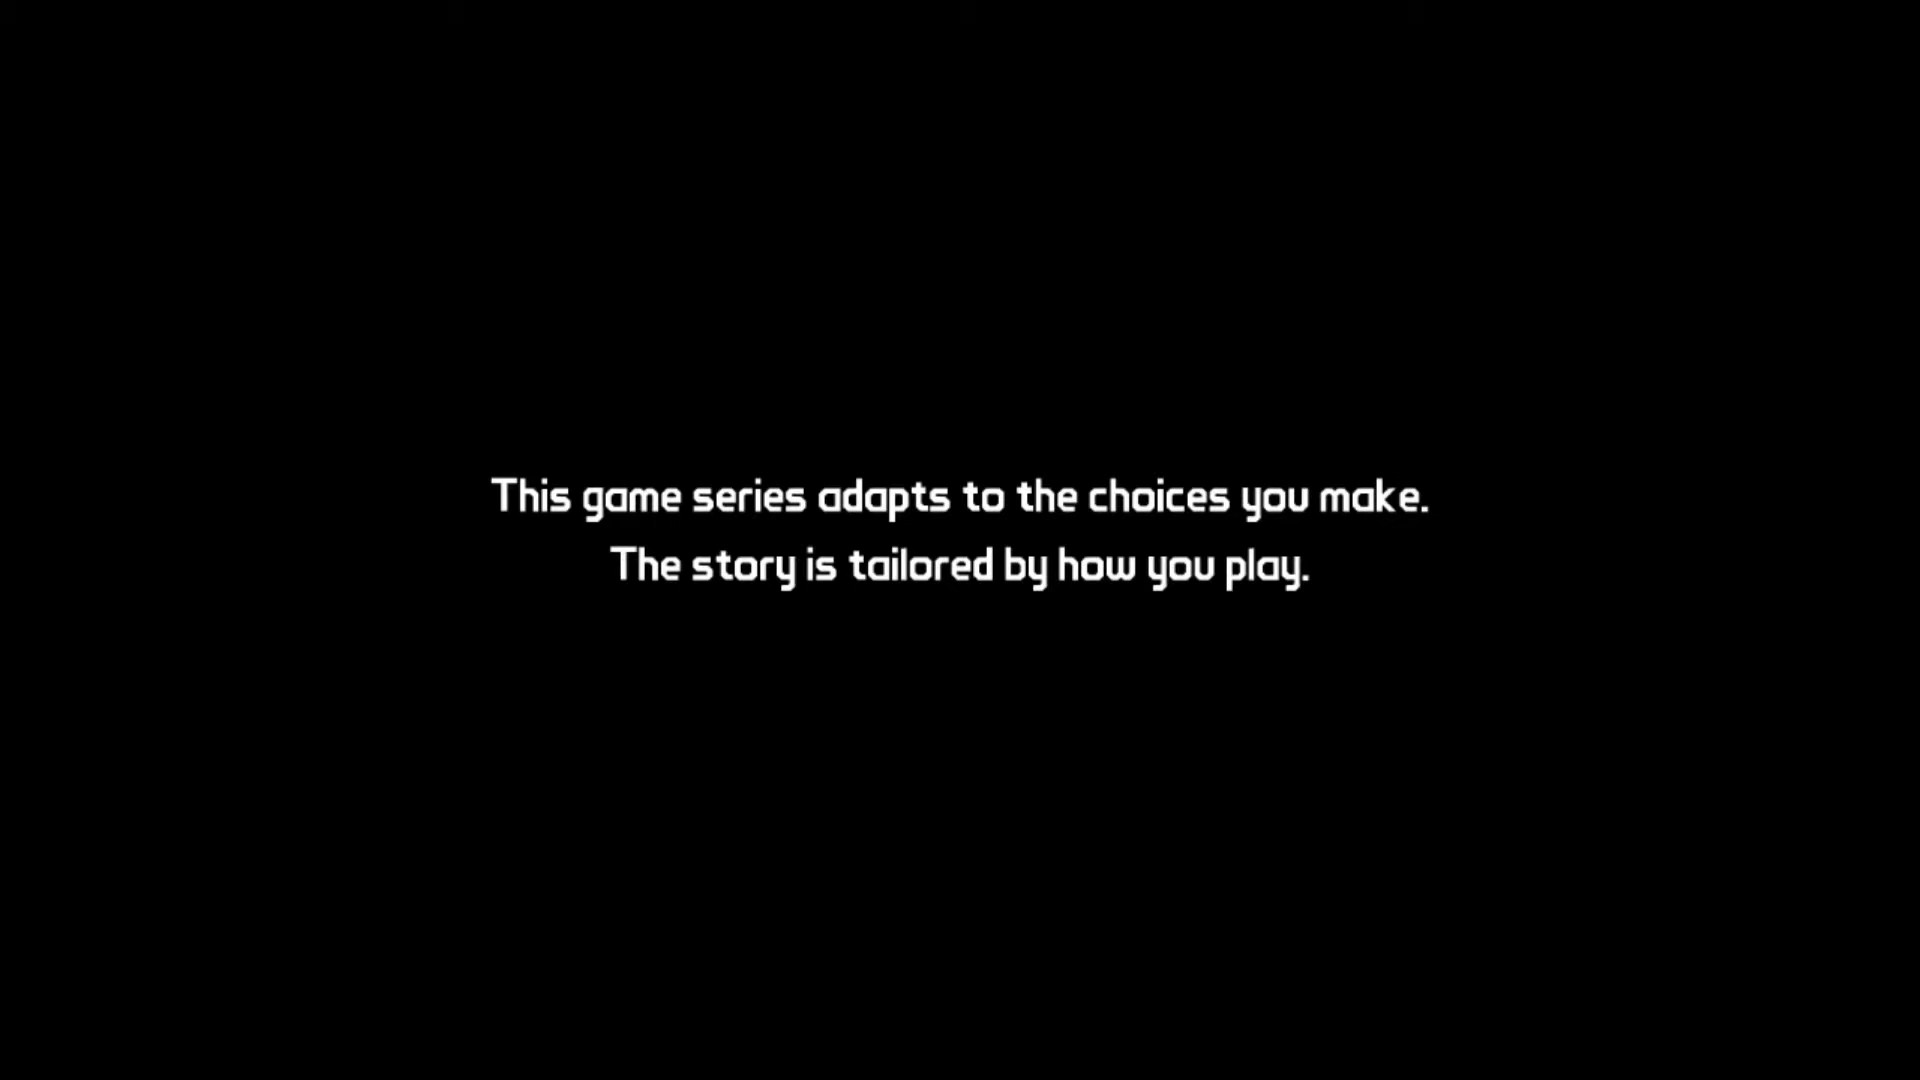 This game series adapts to the choices you make.
The story is tailored by how you play.